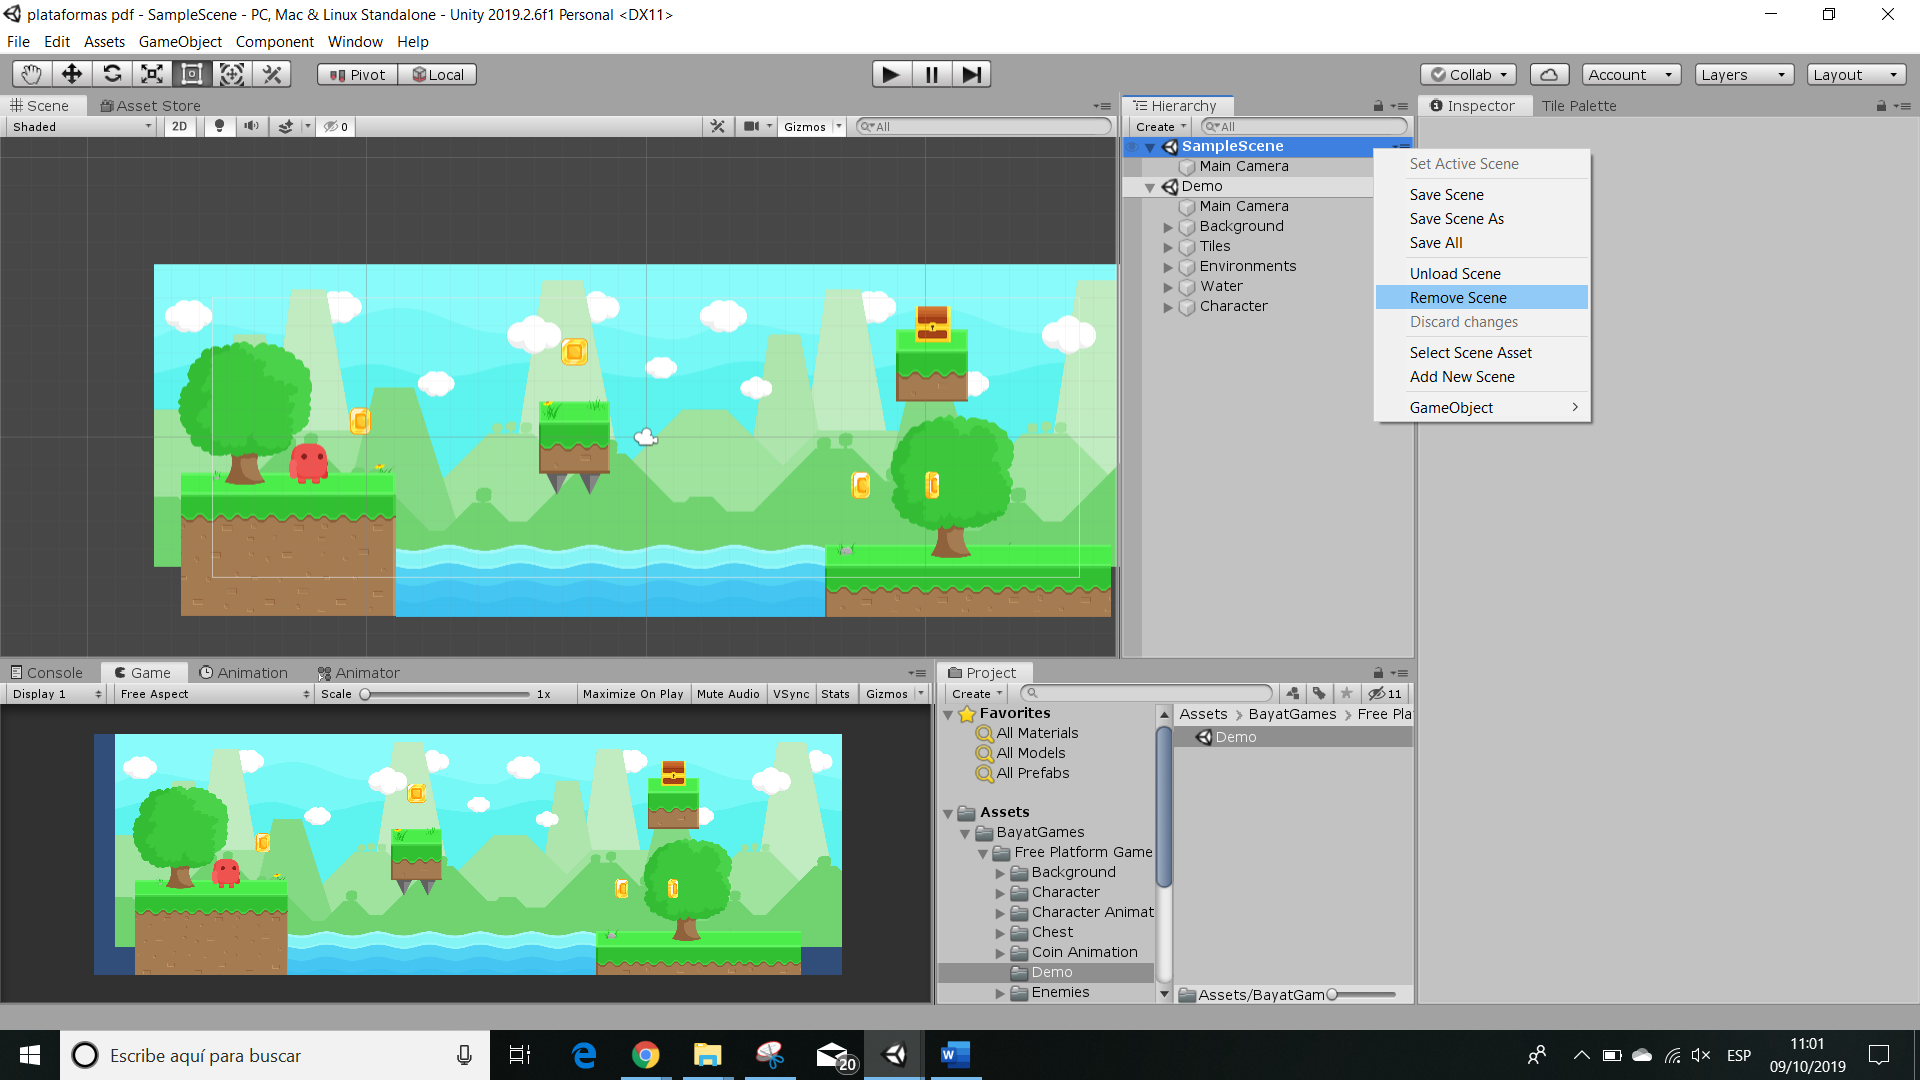 plataformas pdf - SampleScene - PC, Mac & Linux Standalone - Unity 2019.2.6f1 Personal <DX11>
File Edit Assets GameObject Component Window Help
Pivot Local Collab Account Layers Layout
Scene Asset Store
Shaded 2D 0 Gizmos All
Hierarchy
Create All
SampleScene
Main Camera
Demo
Main Camera
Background
Tiles
Environments
Water
Character
Set Active Scene
Save Scene
Save Scene As
Save All
Unload Scene
Remove Scene
Discard changes
Select Scene Asset
Add New Scene
GameObject
Inspector Tile Palette
Console Game Animation Animator
Display 1 Free Aspect Scale 1x Maximize On Play Mute Audio VSync Stats Gizmos
Project
Create 11
Favorites
All Materials
All Models
All Prefabs
Assets
BayatGames
Free Platform Game
Background
Character
Character Animat
Chest
Coin Animation
Demo
Enemies
Assets BayatGames Free Pla
Demo
Assets/BayatGam
Escribe aquí para buscar
20
W
ESP
11:01
09/10/2019